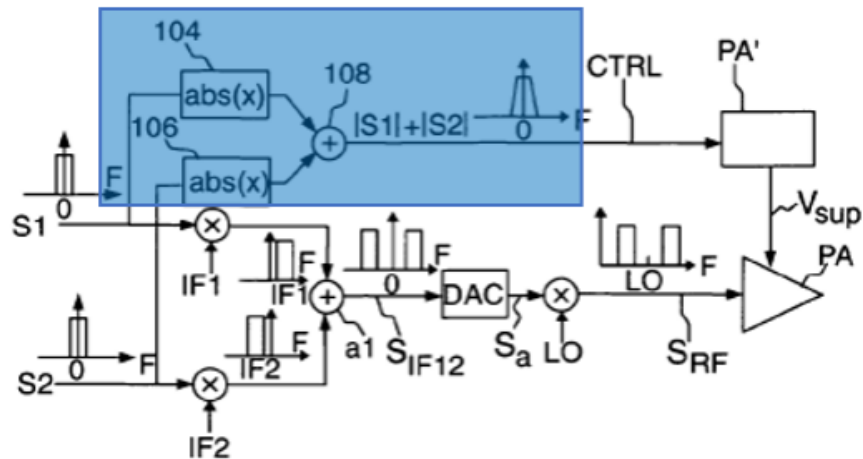 104
abs(x)
108
CTRL
PA'
F
|S1|+|S2|
0
106
abs(x)
F
0
S1
IF1
F
IF1
F
0
LO
F
V_sup
PA
DAC
a1
S_IF12
S_a
LO
S_RF
F
0
S2
F
IF2
IF2